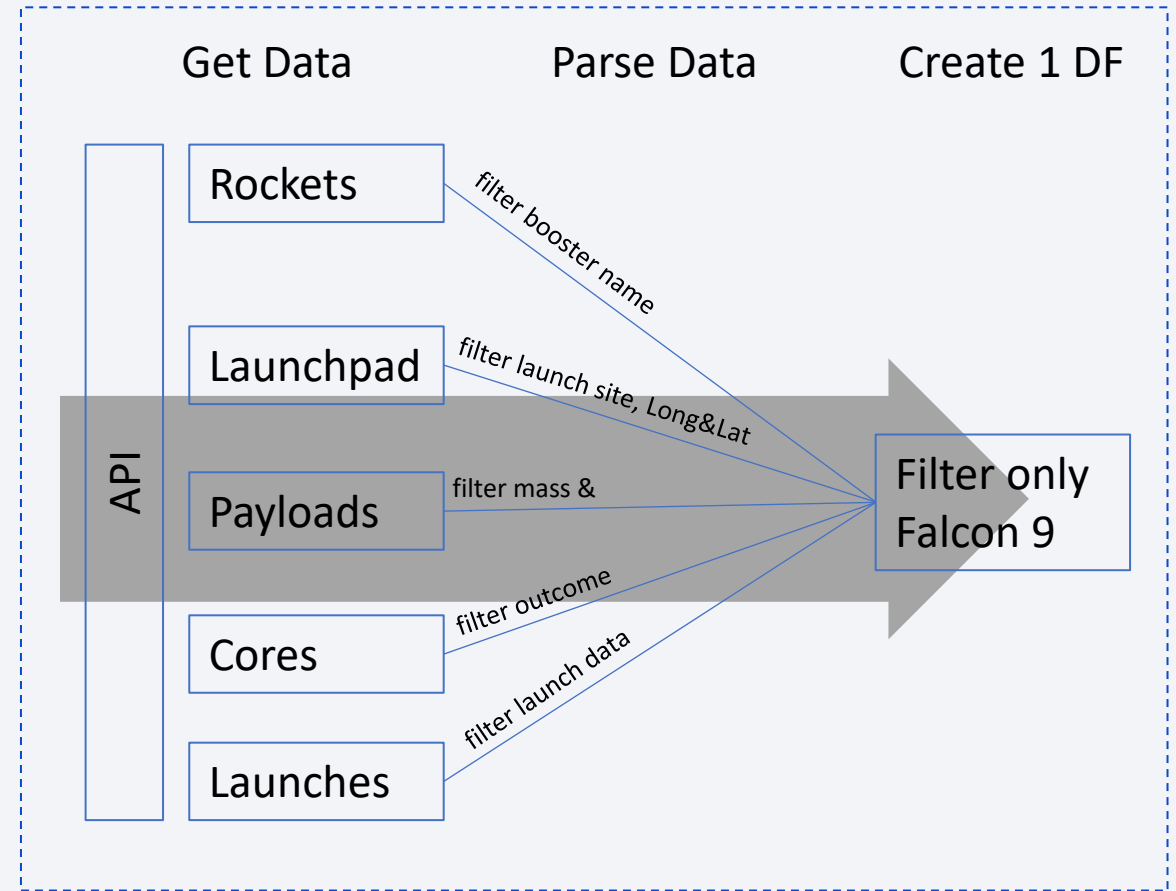 Get Data
Parse Data
Create 1 DF
API
Rockets
filter booster name
Launchpad
filter launch site, Long&Lat
Payloads
filter mass &
Filter only
Falcon 9
Cores
filter outcome
Launches
filter launch data